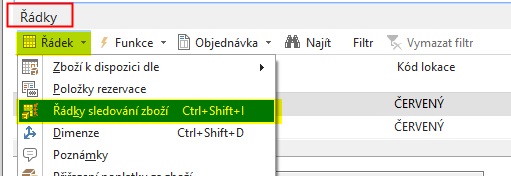 Řádky
Řádek Funkce Objednávka Najít Filtr Vymazat filtr
Zboží k dispozici dle Kód lokace
Položky rezervace
Řádky sledování zboží Ctrl+Shift+I ČERVENÝ
Dimenze Ctrl+Shift+D ČERVENÝ
Poznámky